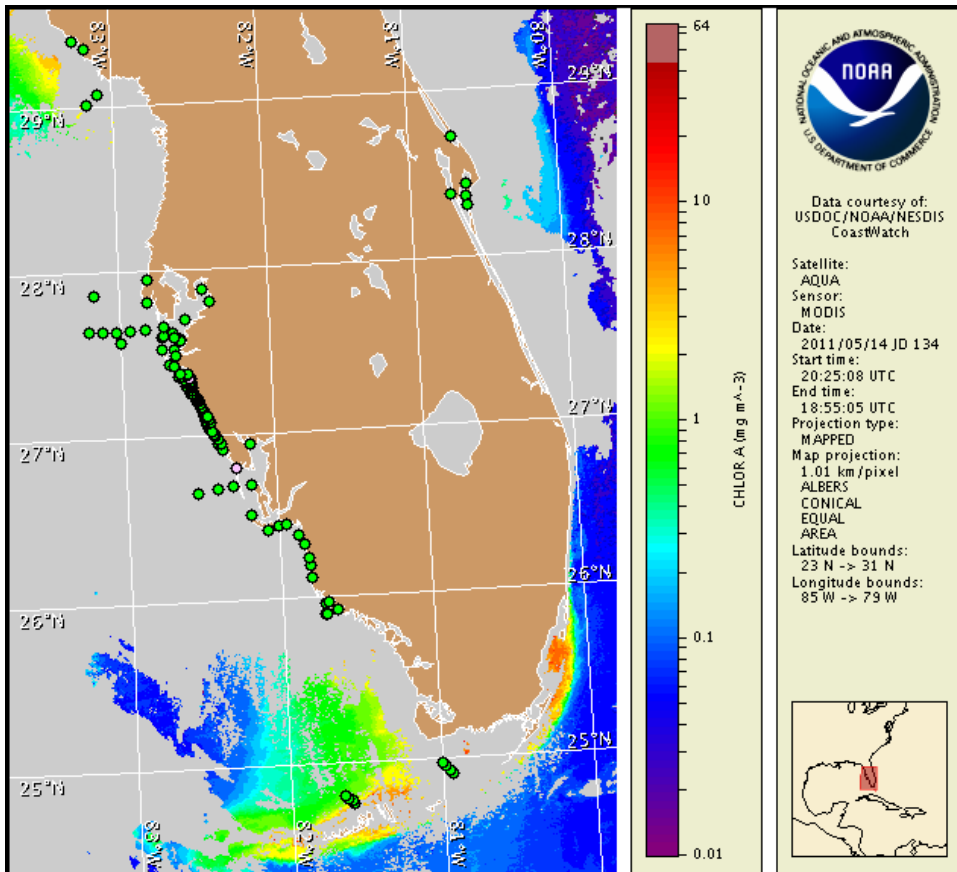 83°W
82°W
81°W
80°W
29°N
29°N
28°N
28°N
27°N
27°N
26°N
26°N
25°N
25°N
83°W
82°W
81°W
64
10
1
0.1
0.01
CHLOR A (mg m^-3)
NATIONAL OCEANIC AND ATMOSPHERIC ADMINISTRATION
NOAA
U.S. DEPARTMENT OF COMMERCE
Data courtesy of:
USDOC/NOAA/NESDIS
CoastWatch
Satellite:
AQUA
Sensor:
MODIS
Date:
2011/05/14 JD 134
Start time:
20:25:08 UTC
End time:
18:55:05 UTC
Projection type:
MAPPED
Map projection:
1.01 km/pixel
ALBERS
CONICAL
EQUAL
AREA
Latitude bounds:
23 N -> 31 N
Longitude bounds:
85 W -> 79 W